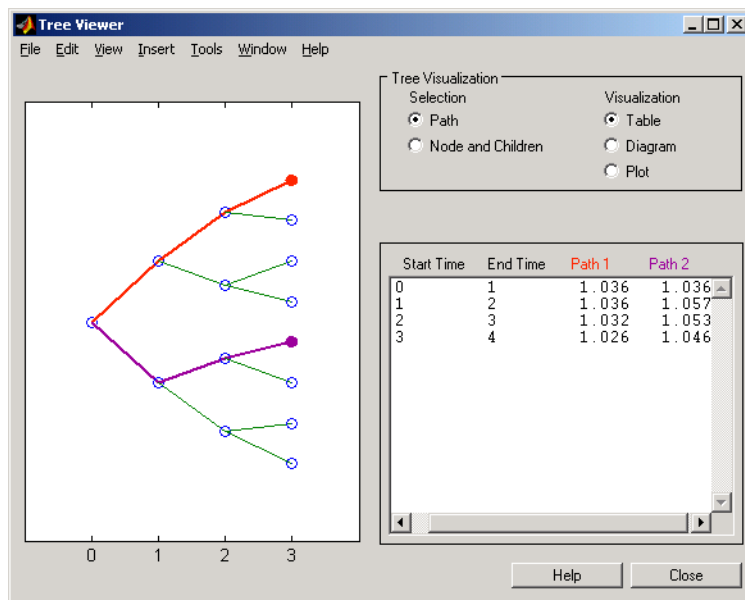 Tree Viewer
File Edit View Insert Tools Window Help
Tree Visualization
Selection Visualization
Path Table
Node and Children Diagram
Plot
Start Time End Time Path 1 Path 2
0 1 1.036 1.036
1 2 1.036 1.057
2 3 1.032 1.053
3 4 1.026 1.046
0 1 2 3
Help Close